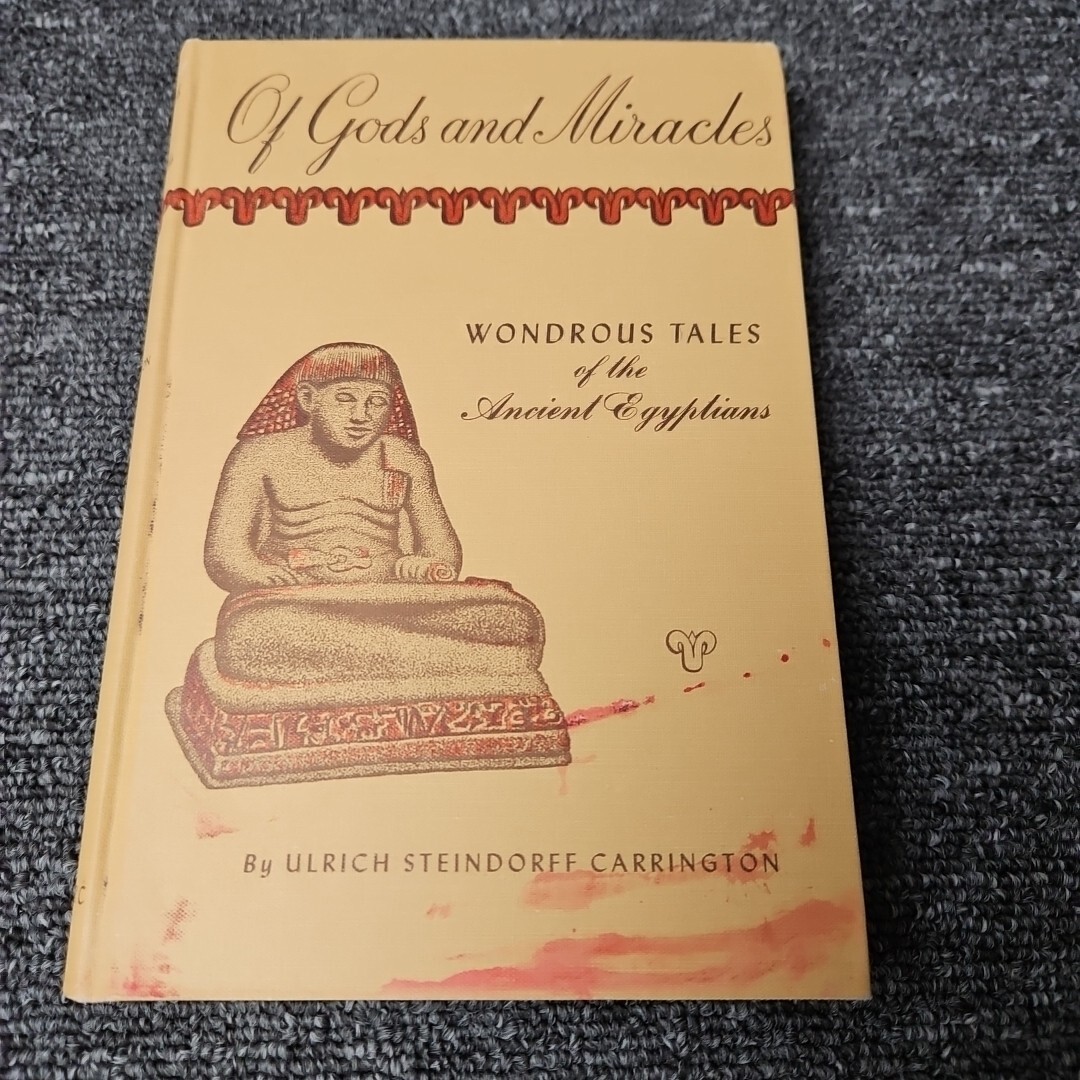 Of Gods and Miracles
WONDROUS TALES
of the
Ancient Egyptians
By ULRICH STEINDORFF CARRINGTON